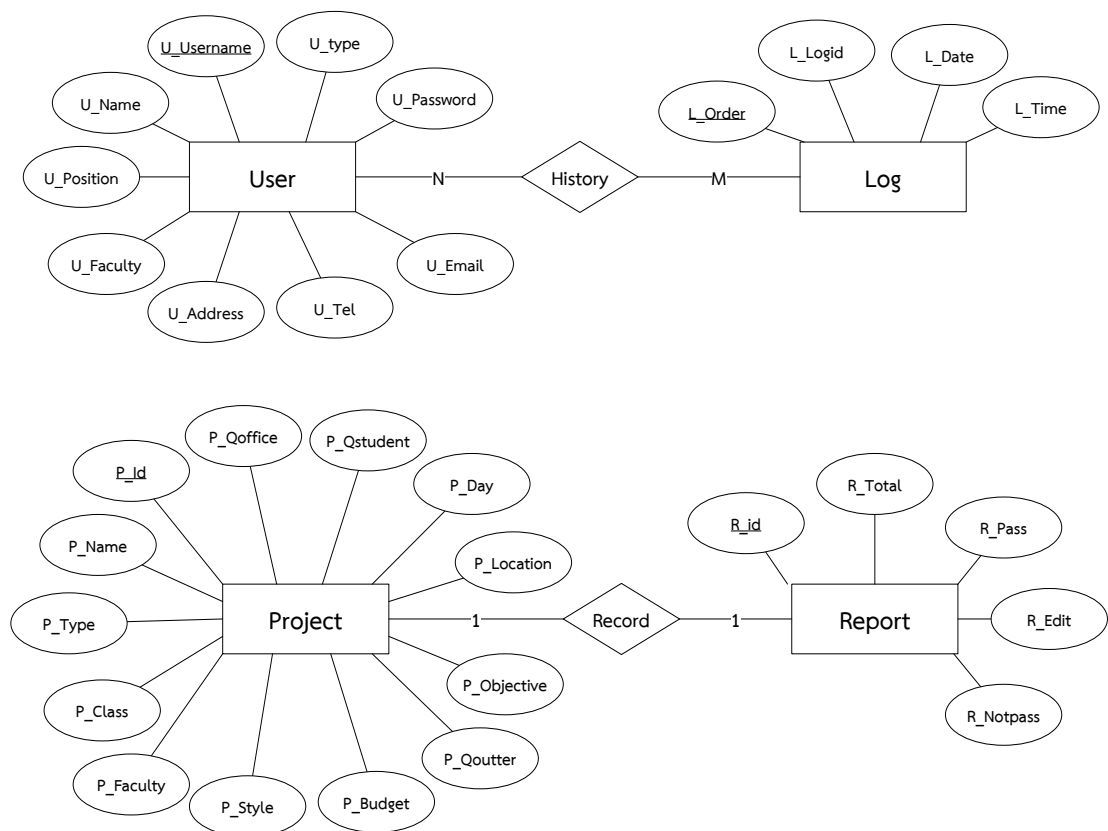 U_Username
U_type
U_Name
U_Password
U_Position
User
N
History
M
Log
L_Order
L_Logid
L_Date
L_Time
U_Faculty
U_Address
U_Tel
U_Email
P_Qoffice
P_Qstudent
P_Id
P_Day
P_Name
P_Location
P_Type
Project
1
Record
1
Report
R_id
R_Total
R_Pass
R_Edit
R_Notpass
P_Class
P_Objective
P_Faculty
P_Qoutter
P_Style
P_Budget